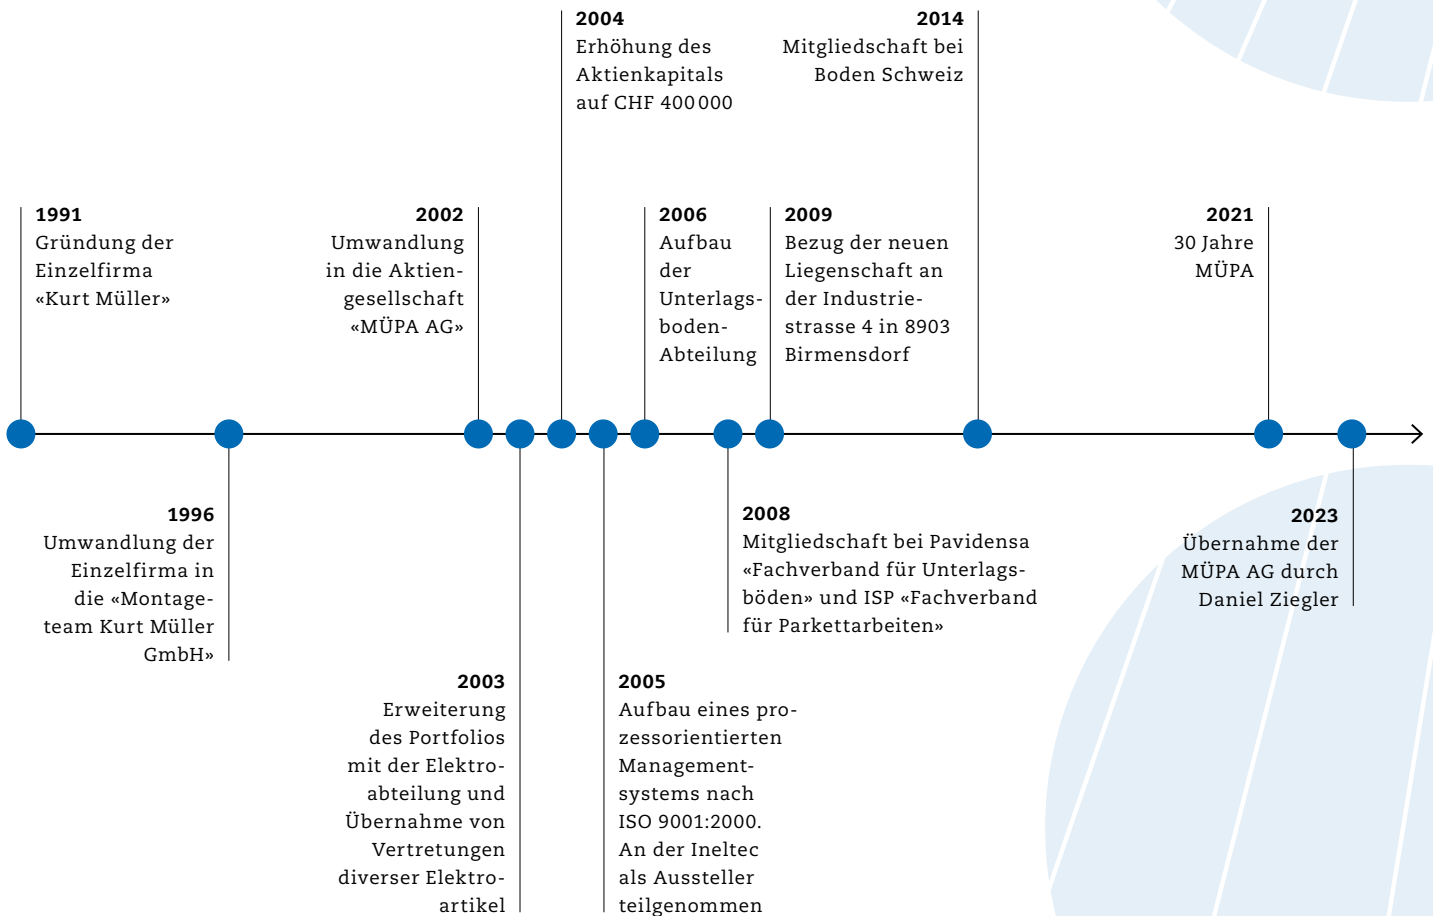 2004
Erhöhung des
Aktienkapitals
auf CHF 400 000
2014
Mitgliedschaft bei
Boden Schweiz
1991
Gründung der
Einzelfirma
«Kurt Müller»
2002
Umwandlung
in die Aktien-
gesellschaft
«MÜPA AG»
2006
Aufbau
der
Unterlags-
boden-
Abteilung
2009
Bezug der neuen
Liegenschaft an
der Industrie-
strasse 4 in 8903
Birmensdorf
2021
30 Jahre
MÜPA
1996
Umwandlung der
Einzelfirma in
die «Montage-
team Kurt Müller
GmbH»
2008
Mitgliedschaft bei Pavidensa
«Fachverband für Unterlags-
böden» und ISP «Fachverband
für Parkettarbeiten»
2023
Übernahme der
MÜPA AG durch
Daniel Ziegler
2003
Erweiterung
des Portfolios
mit der Elektro-
abteilung und
Übernahme von
Vertretungen
diverser Elektro-
artikel
2005
Aufbau eines pro-
zessorientierten
Management-
systems nach
ISO 9001:2000.
An der Ineltec
als Aussteller
teilgenommen